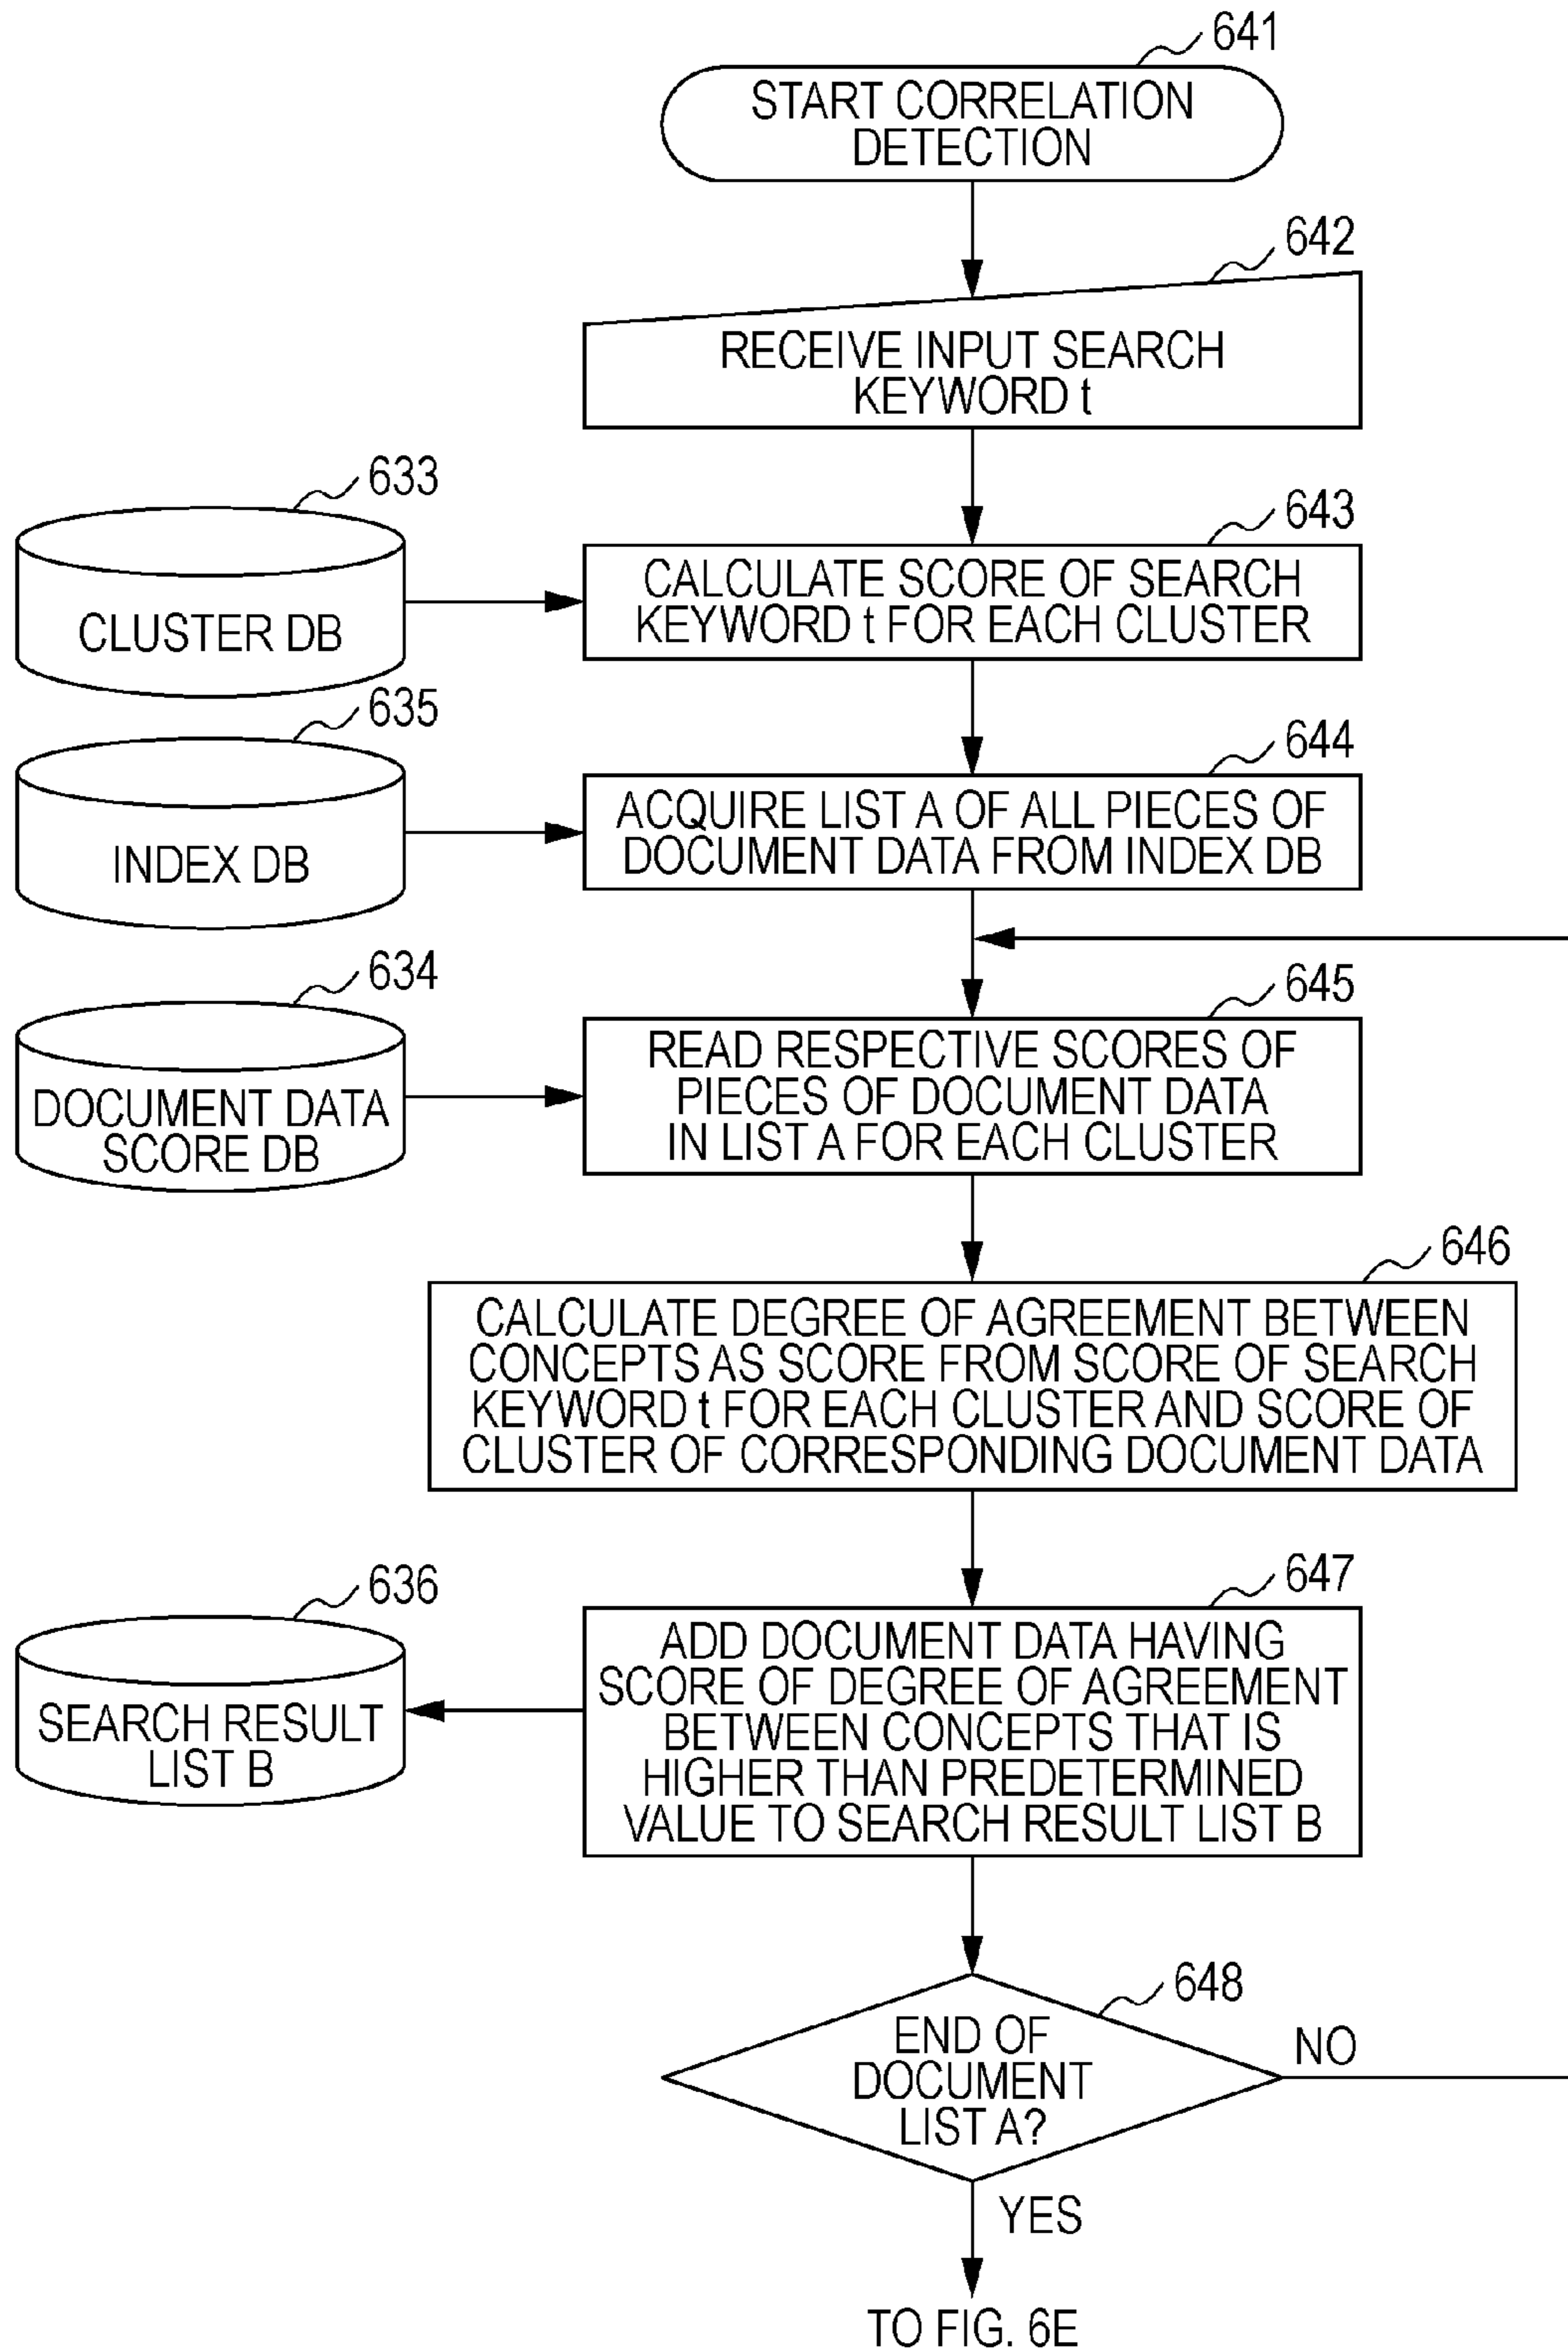 641
START CORRELATION
DETECTION
642
RECEIVE INPUT SEARCH
KEYWORD t
633
CLUSTER DB
643
CALCULATE SCORE OF SEARCH
KEYWORD t FOR EACH CLUSTER
635
INDEX DB
644
ACQUIRE LIST A OF ALL PIECES OF
DOCUMENT DATA FROM INDEX DB
634
DOCUMENT DATA
SCORE DB
645
READ RESPECTIVE SCORES OF
PIECES OF DOCUMENT DATA
IN LIST A FOR EACH CLUSTER
646
CALCULATE DEGREE OF AGREEMENT BETWEEN
CONCEPTS AS SCORE FROM SCORE OF SEARCH
KEYWORD t FOR EACH CLUSTER AND SCORE OF
CLUSTER OF CORRESPONDING DOCUMENT DATA
636
SEARCH RESULT
LIST B
647
ADD DOCUMENT DATA HAVING
SCORE OF DEGREE OF AGREEMENT
BETWEEN CONCEPTS THAT IS
HIGHER THAN PREDETERMINED
VALUE TO SEARCH RESULT LIST B
648
END OF
DOCUMENT
LIST A?
NO
YES
TO FIG. 6E